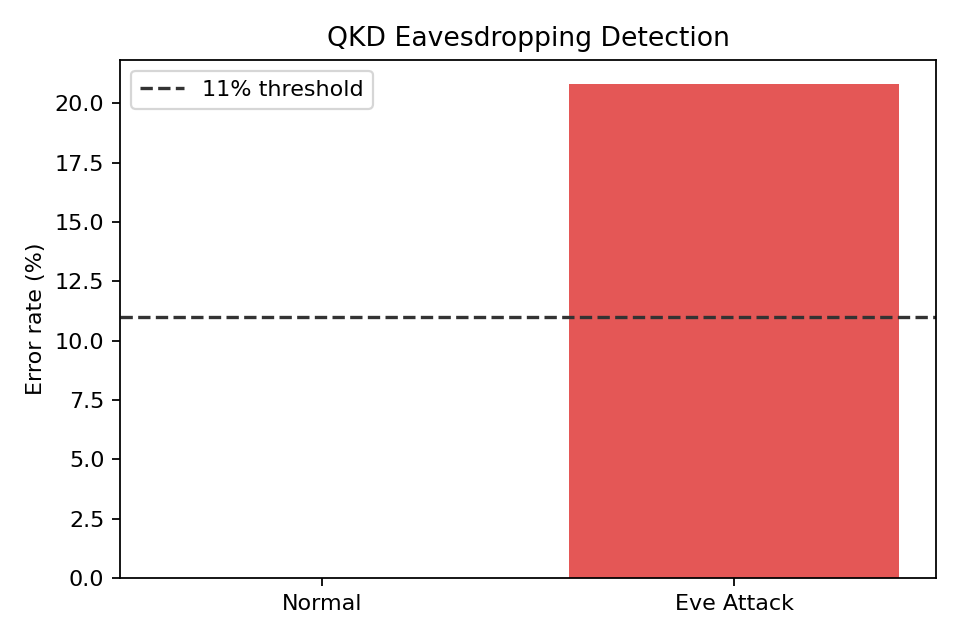 QKD Eavesdropping Detection
11% threshold
Error rate (%)
20.0
17.5
15.0
12.5
10.0
7.5
5.0
2.5
0.0
Normal
Eve Attack